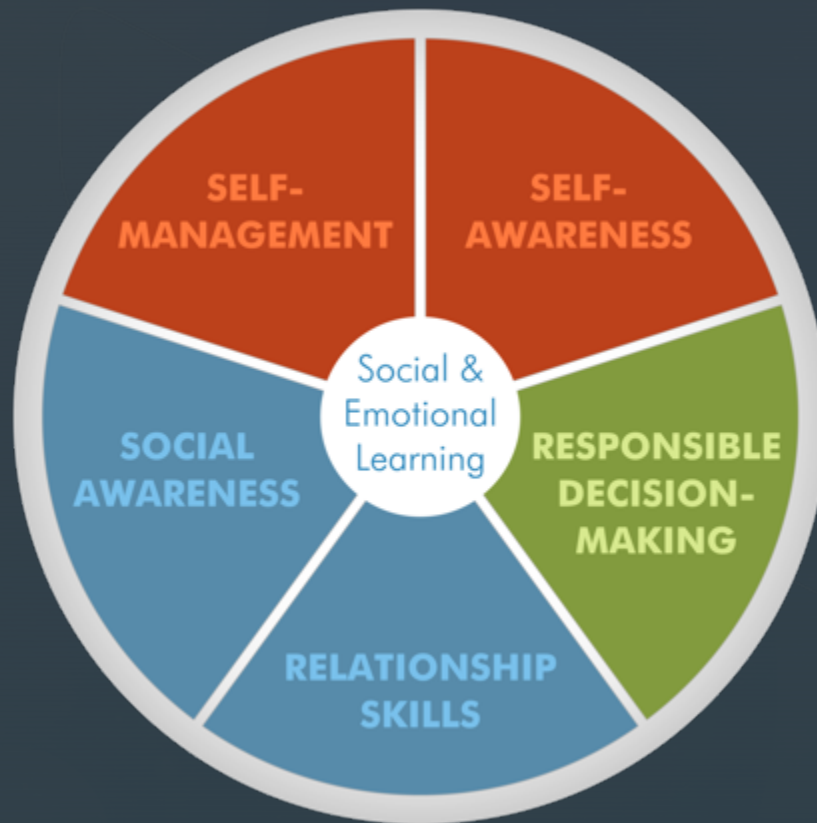 SELF-
MANAGEMENT
SELF-
AWARENESS
Social &
Emotional
Learning
SOCIAL
AWARENESS
RESPONSIBLE
DECISION-
MAKING
RELATIONSHIP
SKILLS